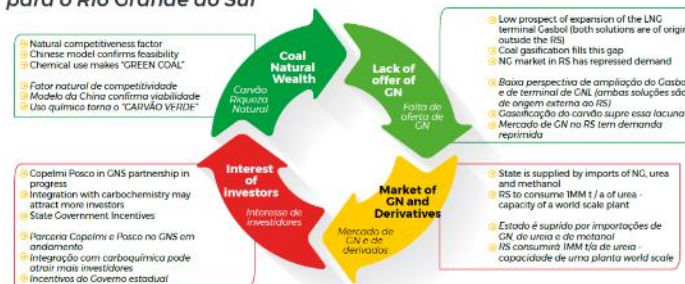 para o Rio Grande do Sul
Natural competitiveness factor
Chinese model confirms feasibility
Chemical use makes "GREEN COAL"
Fator natural de competitividade
Modelo da China confirma viabilidade
Uso químico torna o "CARVÃO VERDE"
Coal
Natural
Wealth
Carvão
Riqueza
Natural
Lack of
offer of
GN
Falta de
oferta de
GN
Low prospect of expansion of the LNG
terminal Gasbol (both solutions are of origin
outside the RS)
Coal gasification fills this gap
NG market in RS has repressed demand
Baixa perspectiva de ampliação do Gasbol
e de terminal de GNL (ambas soluções são
de origem externa ao RS)
Gaseificação do carvão supre essa lacuna
Mercado de GN no RS tem demanda
reprimida
Copelmi Posco in GNS partnership in
progress
Integration with carbochemistry may
attract more investors
State Government Incentives
Parceria Copelmi e Posco no GNS em
andamento
Integração com carboquímica pode
atrair mais investidores
Incentivos do Governo estadual
Interest
of
investors
Interesse de
investidores
Market of
GN and
Derivatives
Mercado de
GN e de
derivados
State is supplied by imports of NG, urea
and methanol
RS to consume 1MM t / a of urea -
capacity of a world scale plant
Estado é suprido por importações de
GN, de ureia e de metanol
RS consumirá 1MM t/a de ureia -
capacidade de uma planta world scale